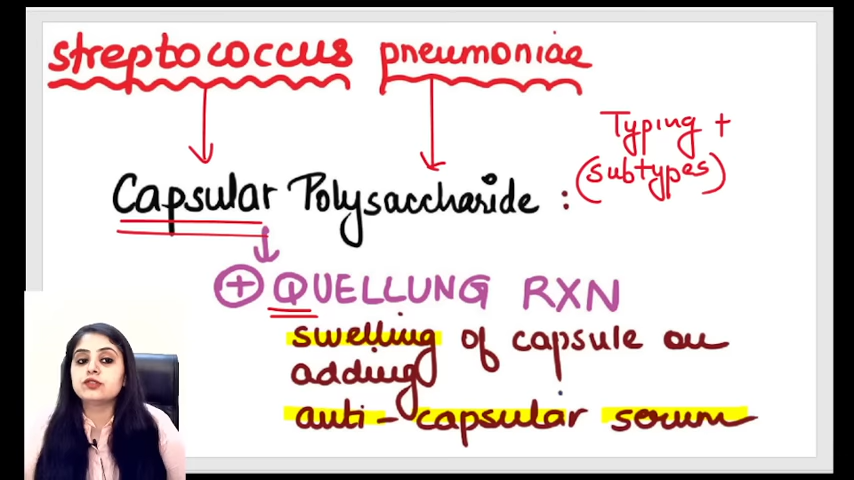 streptococcus pneumoniae
Typing +
(subtypes)
Capsular Polysaccharide :
+ QUELLUNG RXN
swelling of capsule on
adding
anti-capsular serum